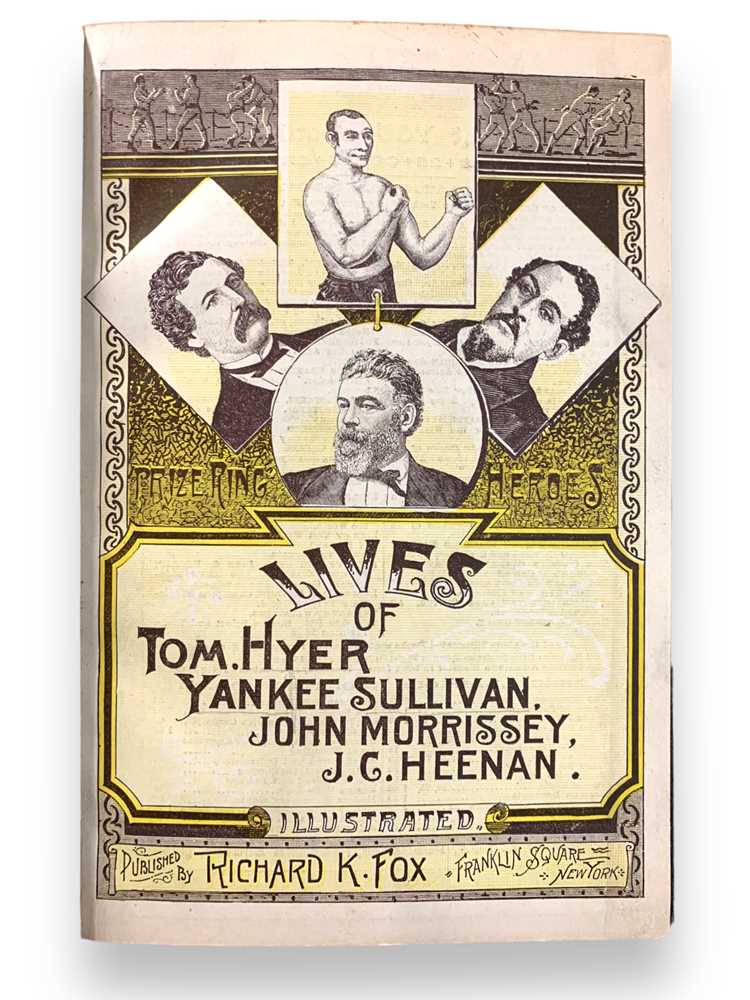 PRIZE RING HEROES
LIVES
OF
TOM. HYER
YANKEE SULLIVAN,
JOHN MORRISSEY,
J.C. HEENAN.
ILLUSTRATED.
PUBLISHED BY RICHARD K. FOX FRANKLIN SQUARE NEW YORK.